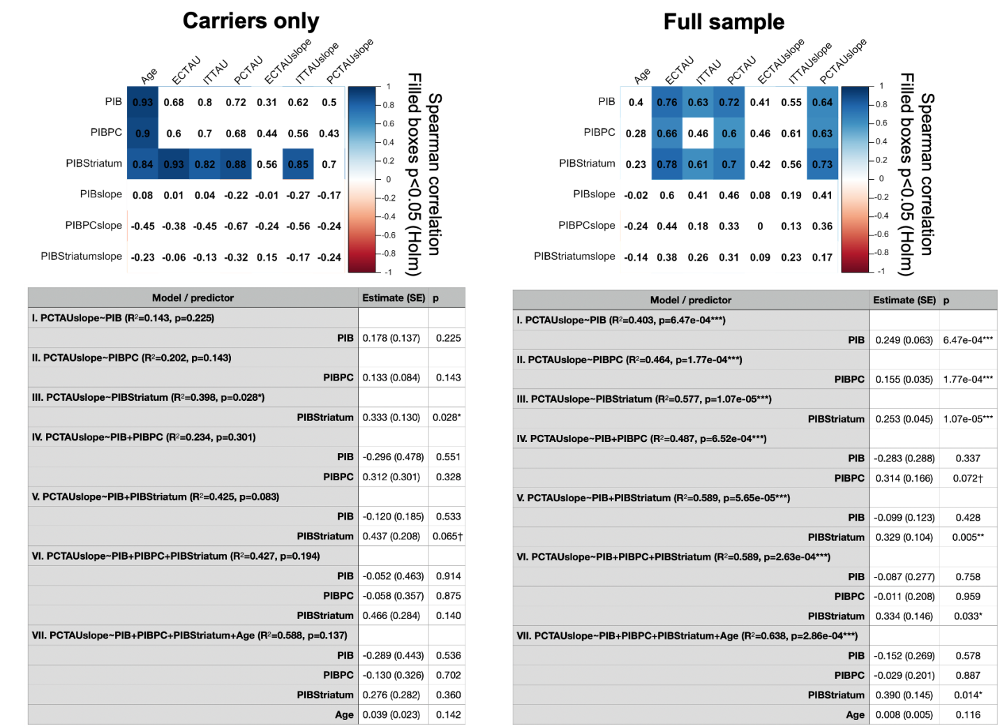 Carriers only
Age ECTAU ITTAU PCTAU ECTAUslope ITTAUslope PCTAUslope
PIB 0.93 0.68 0.8 0.72 0.31 0.62 0.5
PIBPC 0.9 0.6 0.7 0.68 0.44 0.56 0.43
PIBStriatum 0.84 0.93 0.82 0.88 0.56 0.85 0.7
PIBslope 0.08 0.01 0.04 -0.22 -0.01 -0.27 -0.17
PIBPCslope -0.45 -0.38 -0.45 -0.67 -0.24 -0.56 -0.24
PIBStriatumslope -0.23 -0.06 -0.13 -0.32 0.15 -0.17 -0.24
1
0.8
0.6
0.4
0.2
0
-0.2
-0.4
-0.6
-0.8
-1
Spearman correlation
Filled boxes p<0.05 (Holm)
Model / predictor Estimate (SE) p
I. PCTAUslope~PIB (R²=0.143, p=0.225)
PIB 0.178 (0.137) 0.225
II. PCTAUslope~PIBPC (R²=0.202, p=0.143)
PIBPC 0.133 (0.084) 0.143
III. PCTAUslope~PIBStriatum (R²=0.398, p=0.028*)
PIBStriatum 0.333 (0.130) 0.028*
IV. PCTAUslope~PIB+PIBPC (R²=0.234, p=0.301)
PIB -0.296 (0.478) 0.551
PIBPC 0.312 (0.301) 0.328
V. PCTAUslope~PIB+PIBStriatum (R²=0.425, p=0.083)
PIB -0.120 (0.185) 0.533
PIBStriatum 0.437 (0.208) 0.065†
VI. PCTAUslope~PIB+PIBPC+PIBStriatum (R²=0.427, p=0.194)
PIB -0.052 (0.463) 0.914
PIBPC -0.058 (0.357) 0.875
PIBStriatum 0.466 (0.284) 0.140
VII. PCTAUslope~PIB+PIBPC+PIBStriatum+Age (R²=0.588, p=0.137)
PIB -0.289 (0.443) 0.536
PIBPC -0.130 (0.326) 0.702
PIBStriatum 0.276 (0.282) 0.360
Age 0.039 (0.023) 0.142
Full sample
Age ECTAU ITTAU PCTAU ECTAUslope ITTAUslope PCTAUslope
PIB 0.4 0.76 0.63 0.72 0.41 0.55 0.64
PIBPC 0.28 0.66 0.46 0.6 0.46 0.61 0.63
PIBStriatum 0.23 0.78 0.61 0.7 0.42 0.56 0.73
PIBslope -0.02 0.6 0.41 0.46 0.08 0.19 0.41
PIBPCslope -0.24 0.44 0.18 0.33 0 0.13 0.36
PIBStriatumslope -0.14 0.38 0.26 0.31 0.09 0.23 0.17
1
0.8
0.6
0.4
0.2
0
-0.2
-0.4
-0.6
-0.8
-1
Spearman correlation
Filled boxes p<0.05 (Holm)
Model / predictor Estimate (SE) p
I. PCTAUslope~PIB (R²=0.403, p=6.47e-04***)
PIB 0.249 (0.063) 6.47e-04***
II. PCTAUslope~PIBPC (R²=0.464, p=1.77e-04***)
PIBPC 0.155 (0.035) 1.77e-04***
III. PCTAUslope~PIBStriatum (R²=0.577, p=1.07e-05***)
PIBStriatum 0.253 (0.045) 1.07e-05***
IV. PCTAUslope~PIB+PIBPC (R²=0.487, p=6.52e-04***)
PIB -0.283 (0.288) 0.337
PIBPC 0.314 (0.166) 0.072†
V. PCTAUslope~PIB+PIBStriatum (R²=0.589, p=5.65e-05***)
PIB -0.099 (0.123) 0.428
PIBStriatum 0.329 (0.104) 0.005**
VI. PCTAUslope~PIB+PIBPC+PIBStriatum (R²=0.589, p=2.63e-04***)
PIB -0.087 (0.277) 0.758
PIBPC -0.011 (0.208) 0.959
PIBStriatum 0.334 (0.146) 0.033*
VII. PCTAUslope~PIB+PIBPC+PIBStriatum+Age (R²=0.638, p=2.86e-04***)
PIB -0.152 (0.269) 0.578
PIBPC -0.029 (0.201) 0.887
PIBStriatum 0.390 (0.145) 0.014*
Age 0.008 (0.005) 0.116